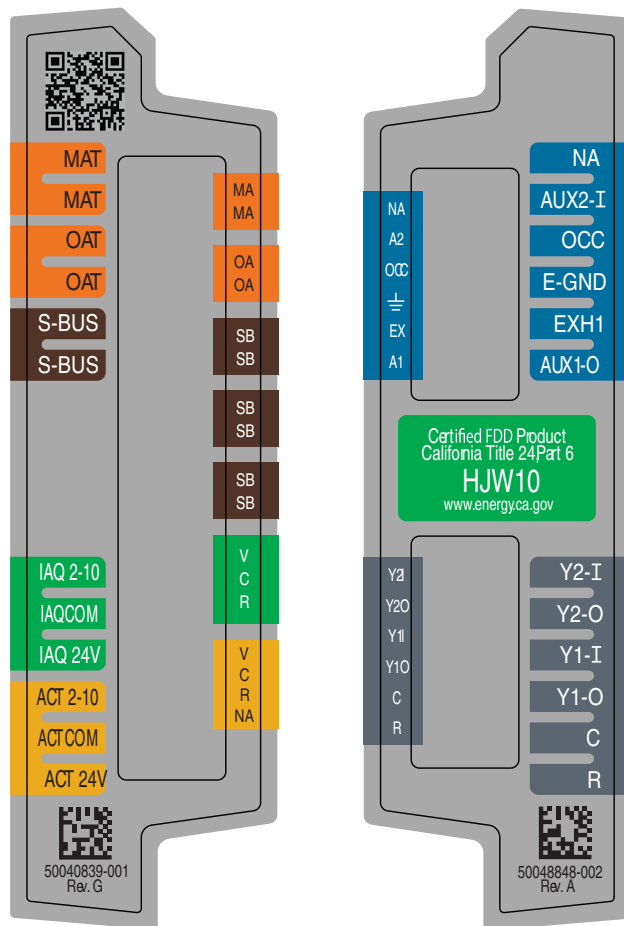 MAT
MAT
OAT
OAT
S-BUS
S-BUS
IAQ 2-10
IAQCOM
IAQ 24V
ACT 2-10
ACTCOM
ACT 24V
50040839-001
Rev. G
MA
MA
OA
OA
SB
SB
SB
SB
SB
SB
V
C
R
V
C
R
NA
NA
A2
OCC
EX
A1
NA
AUX2-I
OCC
E-GND
EXH1
AUX1-O
Certified FDD Product
California Title 24,Part 6
HJW10
www.energy.ca.gov
Y2I
Y2O
Y1I
Y1O
C
R
Y2-I
Y2-O
Y1-I
Y1-O
C
R
50048848-002
Rev. A